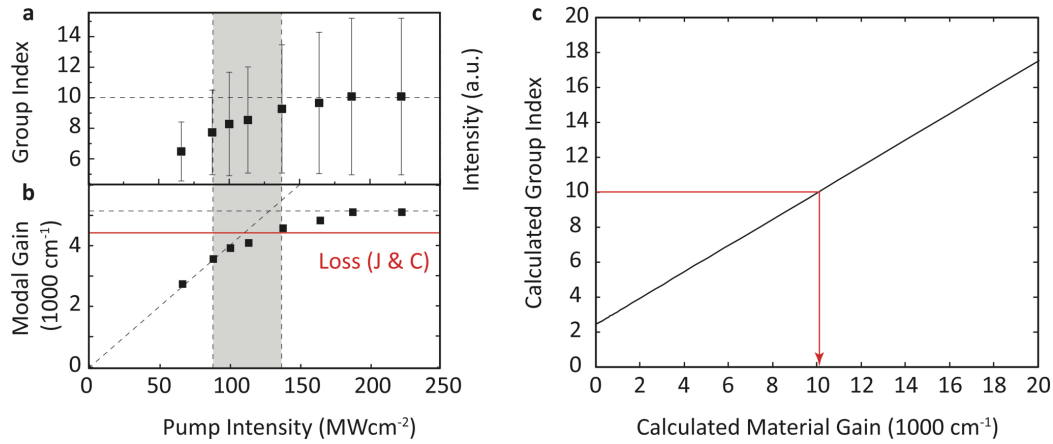 a
14
12
10
8
6
Group Index
b
4
2
0
Modal Gain
(1000 cm⁻¹)
Loss (J & C)
0 50 100 150 200 250
Pump Intensity (MWcm⁻²)
Intensity (a.u.)
c
20
18
16
14
12
10
8
6
4
2
0
Calculated Group Index
0 2 4 6 8 10 12 14 16 18 20
Calculated Material Gain (1000 cm⁻¹)